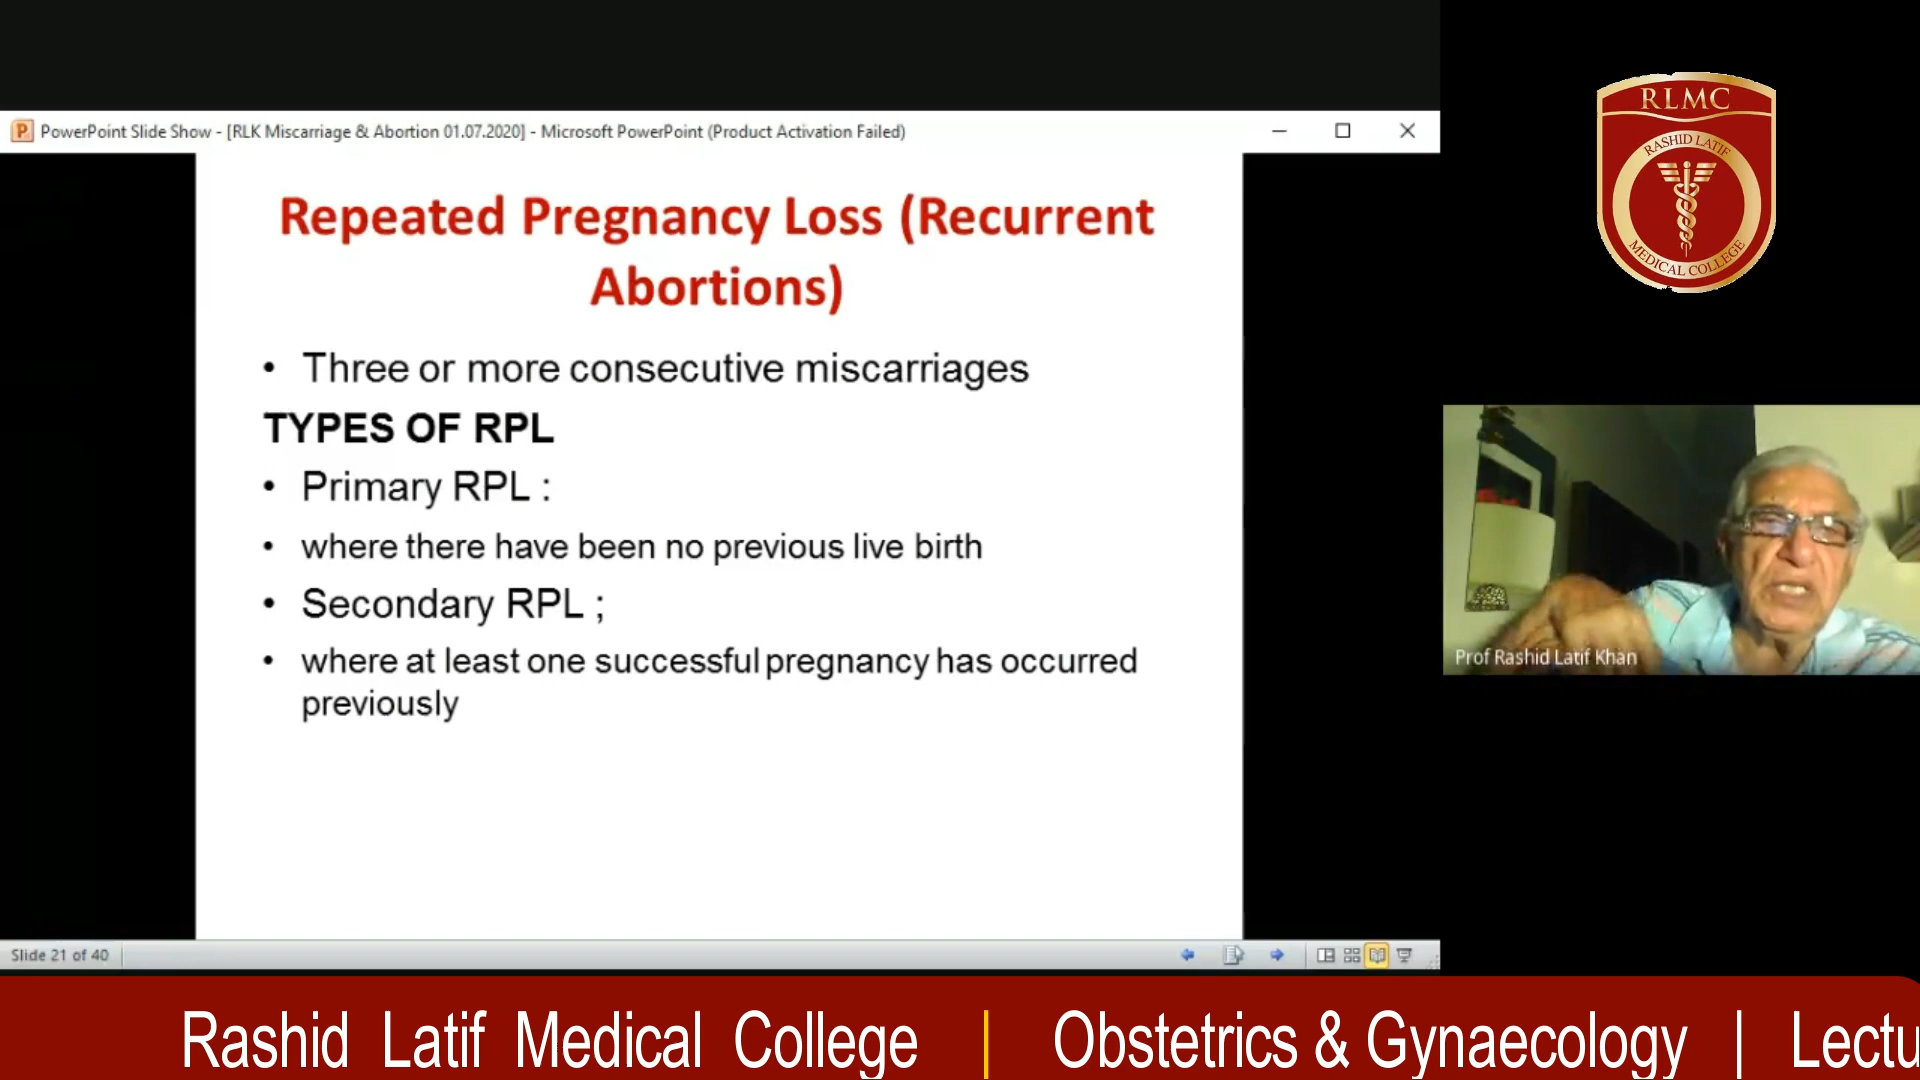 PowerPoint Slide Show - [RLK Miscarriage & Abortion 01.07.2020] - Microsoft PowerPoint (Product Activation Failed)
Repeated Pregnancy Loss (Recurrent
Abortions)
• Three or more consecutive miscarriages
TYPES OF RPL
• Primary RPL :
• where there have been no previous live birth
• Secondary RPL ;
• where at least one successful pregnancy has occurred
previously
Slide 21 of 40
RLMC
RASHID LATIF
MEDICAL COLLEGE
Prof Rashid Latif Khan
Rashid Latif Medical College | Obstetrics & Gynaecology | Lectu